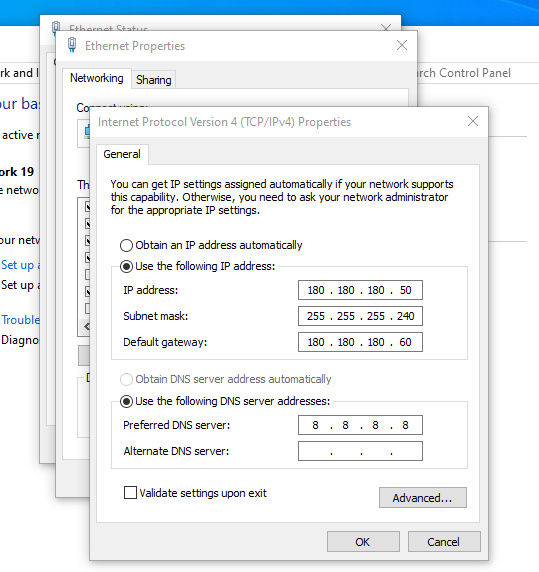 Ethernet Status
Ethernet Properties
Networking
Sharing
rk and I
rch Control Panel
Connect using:
our bas
active n
rk 19
e netwo
our netw
Set up a
Set up a
Trouble
Diagno
Internet Protocol Version 4 (TCP/IPv4) Properties
General
You can get IP settings assigned automatically if your network supports
this capability. Otherwise, you need to ask your network administrator
for the appropriate IP settings.
Obtain an IP address automatically
Use the following IP address:
IP address: 180 . 180 . 180 . 50
Subnet mask: 255 . 255 . 255 . 240
Default gateway: 180 . 180 . 180 . 60
Obtain DNS server address automatically
Use the following DNS server addresses:
Preferred DNS server: 8 . 8 . 8 . 8
Alternate DNS server: . . .
Validate settings upon exit
Advanced...
OK
Cancel